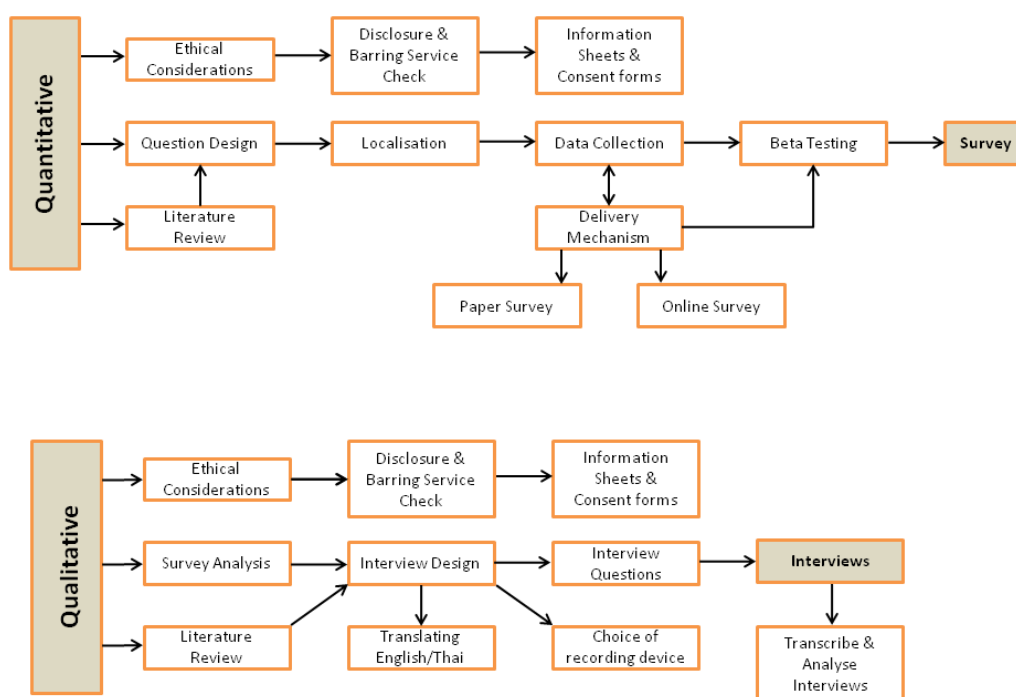 Quantitative
Ethical
Considerations
Disclosure &
Barring Service
Check
Information
Sheets &
Consent forms
Question Design
Localisation
Data Collection
Beta Testing
Survey
Literature
Review
Delivery
Mechanism
Paper Survey
Online Survey
Qualitative
Ethical
Considerations
Disclosure &
Barring Service
Check
Information
Sheets &
Consent forms
Survey Analysis
Interview Design
Interview
Questions
Interviews
Literature
Review
Translating
English/Thai
Choice of
recording device
Transcribe &
Analyse
Interviews